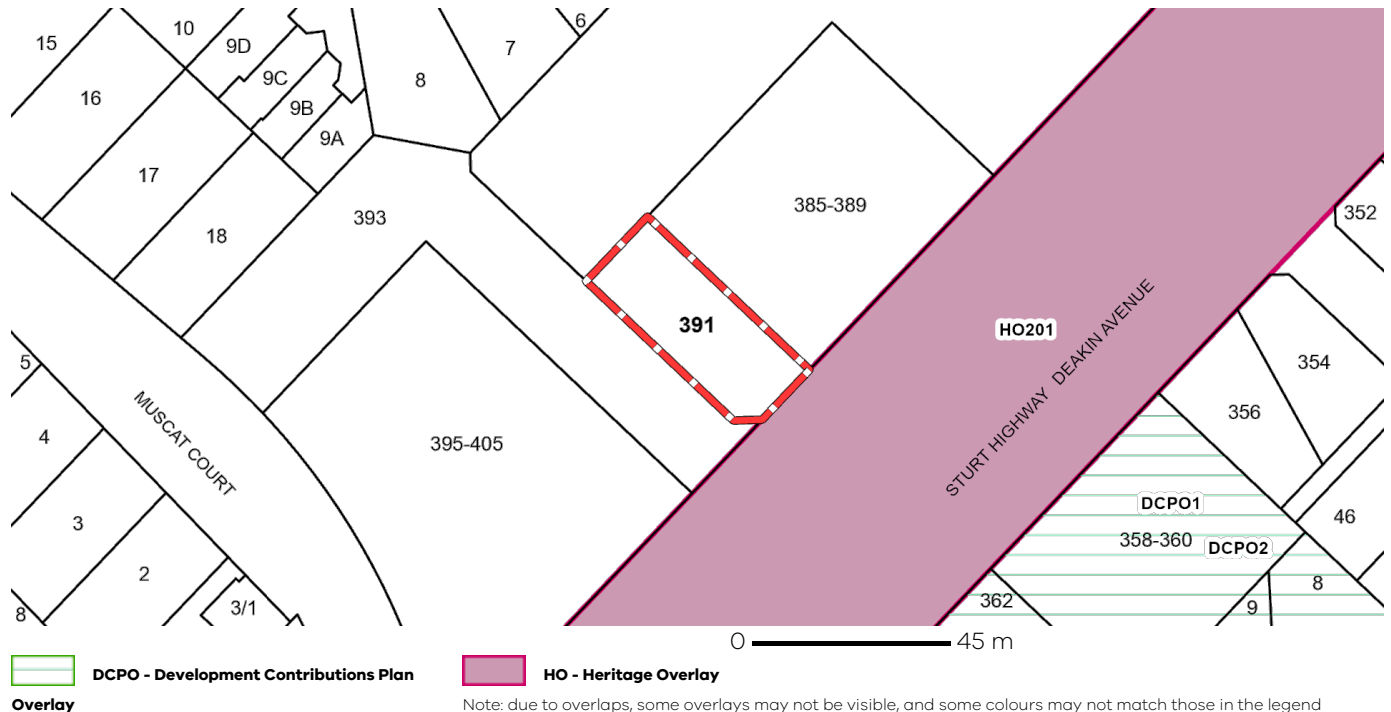 15
10
9D
9C
9B
9A
8
7
6
16
17
18
393
385-389
352
391
HO201
STURT HIGHWAY DEAKIN AVENUE
354
356
5
4
3
2
8
3/1
MUSCAT COURT
395-405
DCPO1
358-360
DCPO2
46
362
9
8
0 45 m
DCPO - Development Contributions Plan
Overlay
HO - Heritage Overlay
Note: due to overlaps, some overlays may not be visible, and some colours may not match those in the legend